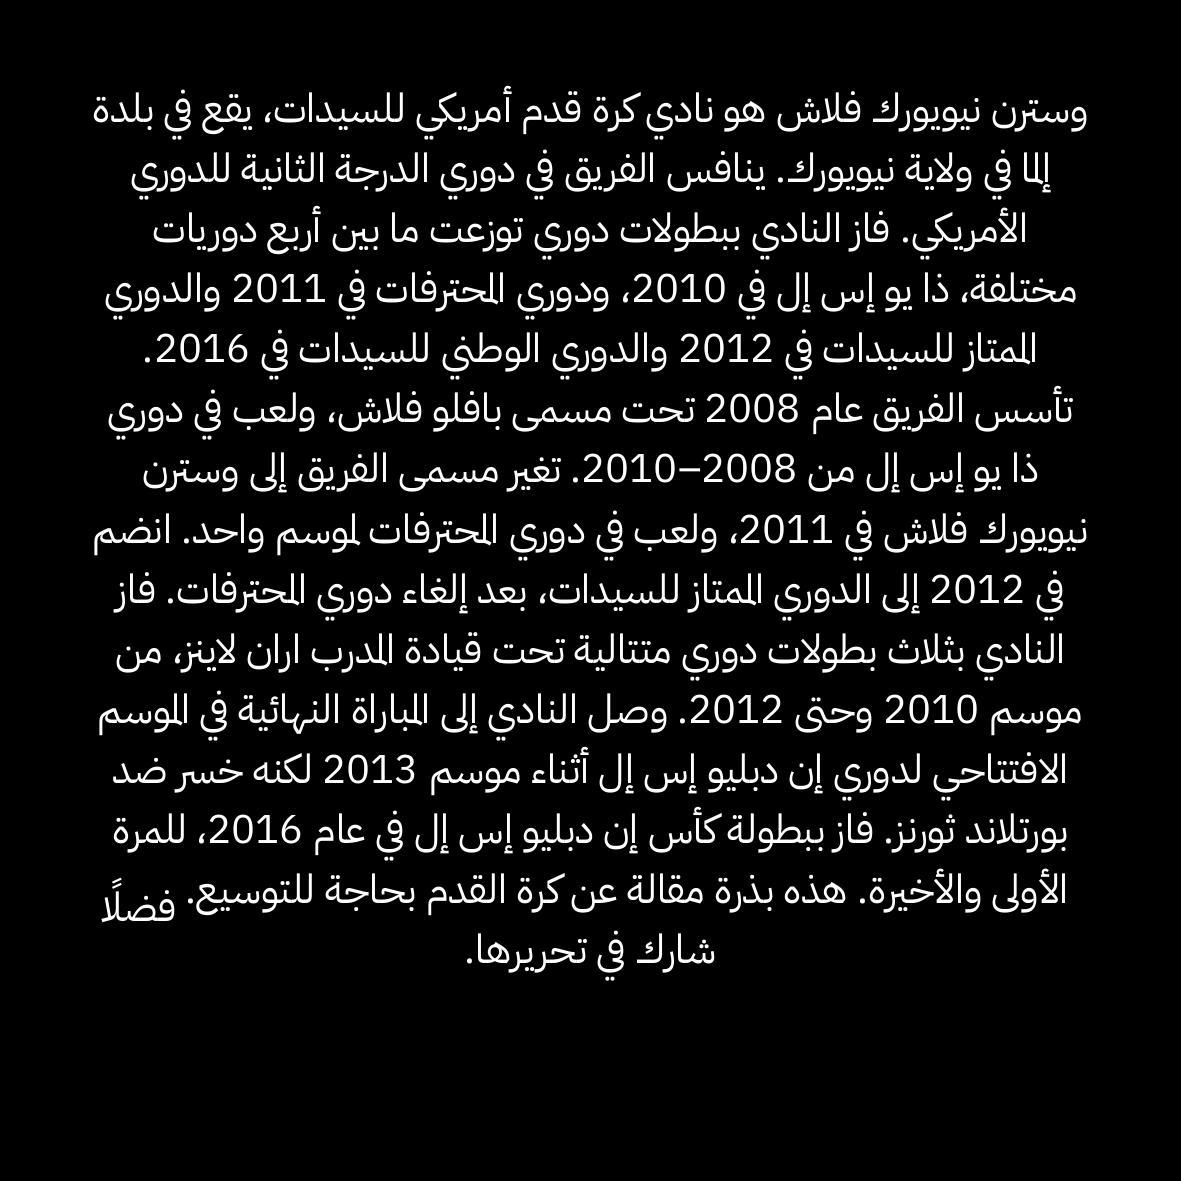 وسترن نيويورك فلاش هو نادي كرة قدم أمريكي للسيدات، يقع في بلدة
إلما في ولاية نيويورك. ينافس الفريق في دوري الدرجة الثانية للدوري
الأمريكي. فاز النادي ببطولات دوري توزعت ما بين أربع دوريات
مختلفة، ذا يو إس إل في 2010، ودوري المحترفات في 2011 والدوري
الممتاز للسيدات في 2012 والدوري الوطني للسيدات في 2016.
تأسس الفريق عام 2008 تحت مسمى بافلو فلاش، ولعب في دوري
ذا يو إس إل من 2008–2010. تغير مسمى الفريق إلى وسترن
نيويورك فلاش في 2011، ولعب في دوري المحترفات لموسم واحد. انضم
في 2012 إلى الدوري الممتاز للسيدات، بعد إلغاء دوري المحترفات. فاز
النادي بثلاث بطولات دوري متتالية تحت قيادة المدرب اران لاينز، من
موسم 2010 وحتى 2012. وصل النادي إلى المباراة النهائية في الموسم
الافتتاحي لدوري إن دبليو إس إل أثناء موسم 2013 لكنه خسر ضد
بورتلاند ثورنز. فاز ببطولة كأس إن دبليو إس إل في عام 2016، للمرة
الأولى والأخيرة. هذه بذرة مقالة عن كرة القدم بحاجة للتوسيع. فضلًا
شارك في تحريرها.